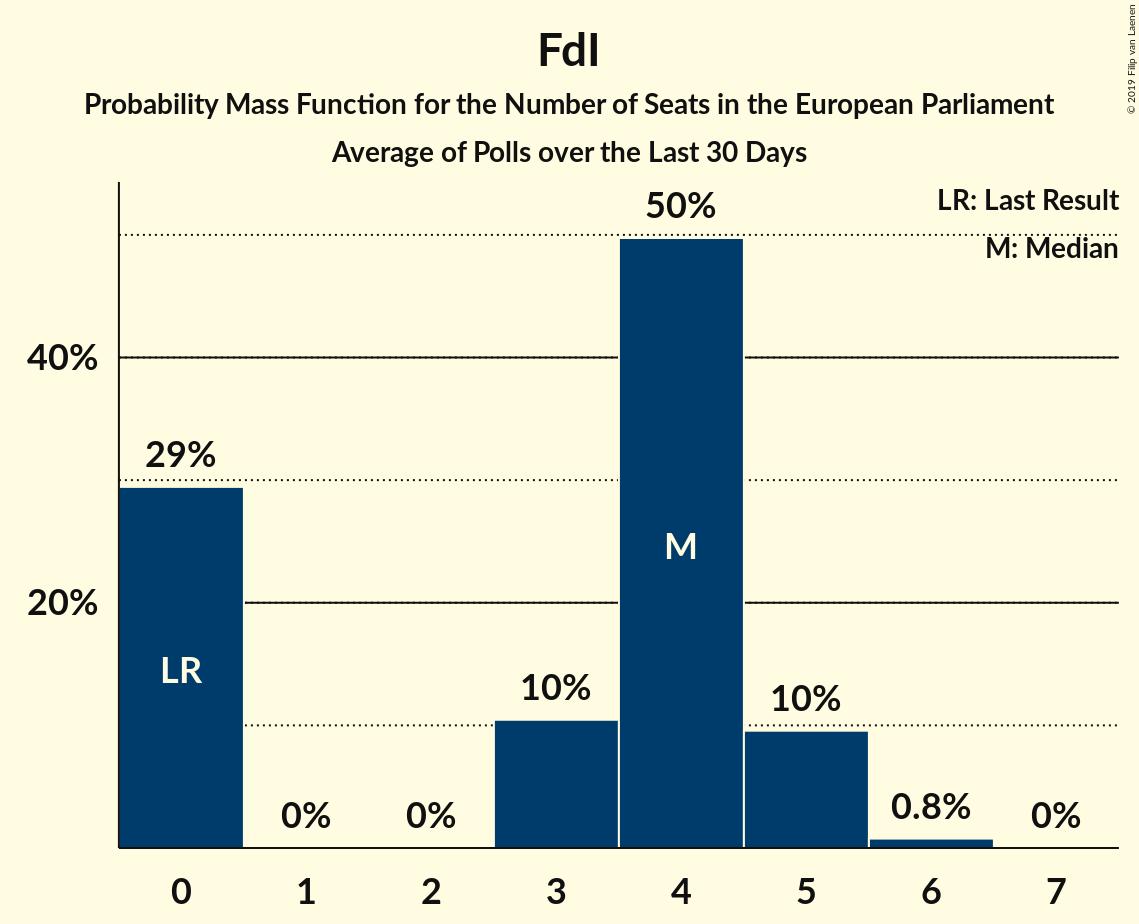 FdI
Probability Mass Function for the Number of Seats in the European Parliament
Average of Polls over the Last 30 Days
© 2019 Filip van Laenen
LR: Last Result
M: Median
50%
40%
29%
20%
M
LR
10%
10%
0%
0%
0.8%
0%
0 1 2 3 4 5 6 7